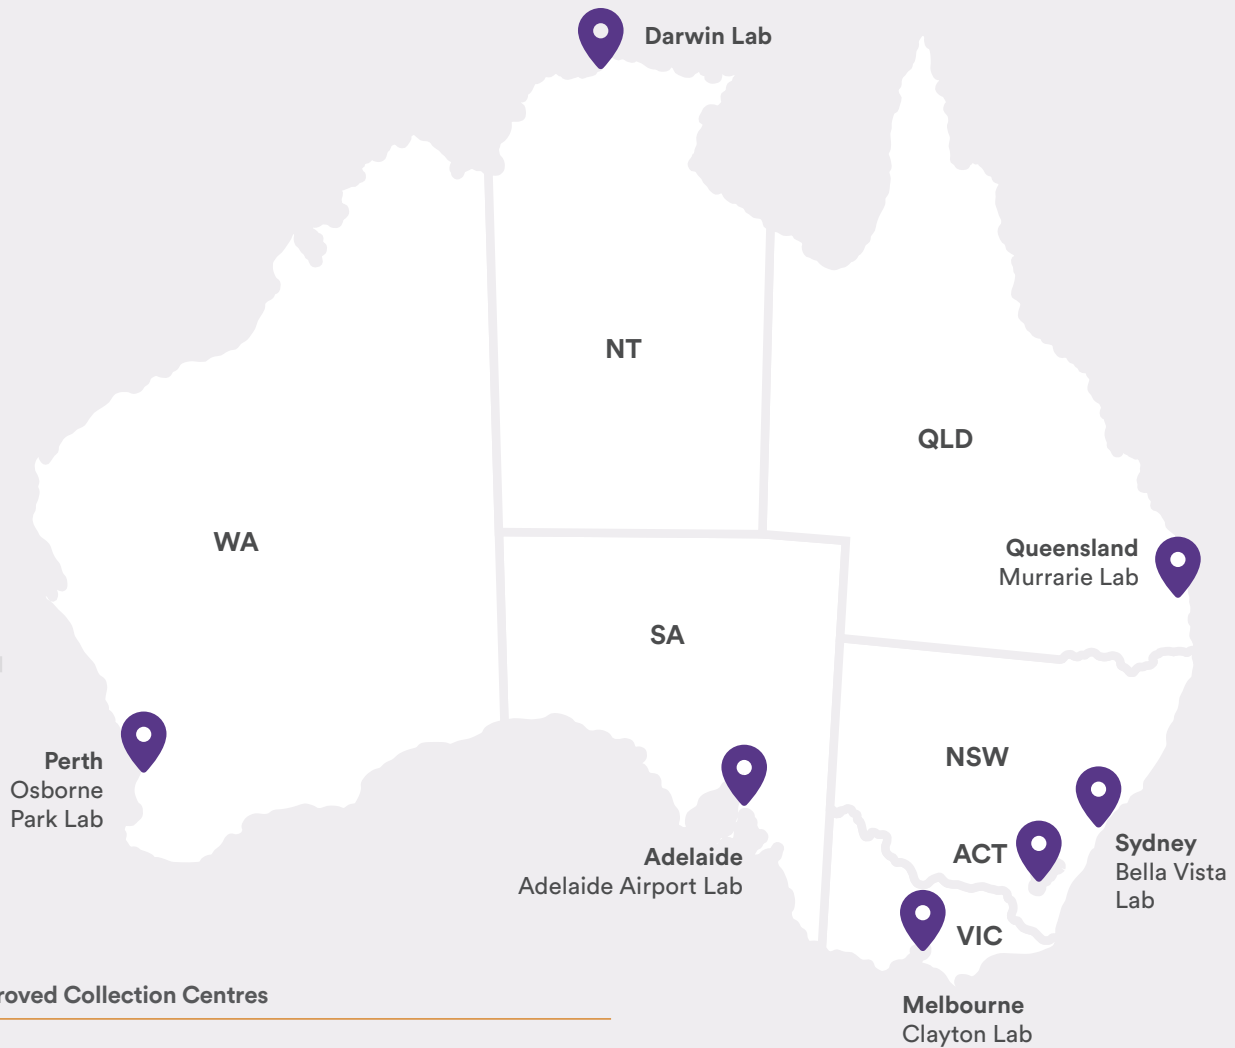 Darwin Lab
NT
QLD
WA
Queensland
Murrarie Lab
SA
Perth
Osborne
Park Lab
NSW
ACT
Sydney
Bella Vista
Lab
Adelaide
Adelaide Airport Lab
VIC
roved Collection Centres
Melbourne
Clayton Lab